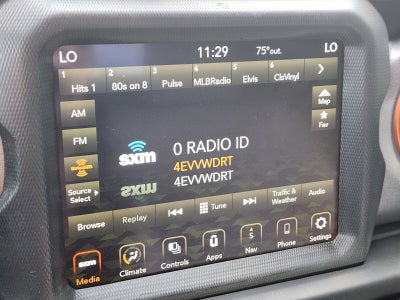 LO 11:29 75°out. LO
1 Hits 1 2 80s on 8 3 Pulse 4 MLBRadio 5 Elvis 6 ClsVinyl
AM
Map
FM
Fav
sxm
0 RADIO ID
4EVVWDRT
4EVVWDRT
Source Select
Browse Replay Tune Traffic & Weather Audio
sxm
Media Climate Controls Apps Nav Phone Settings